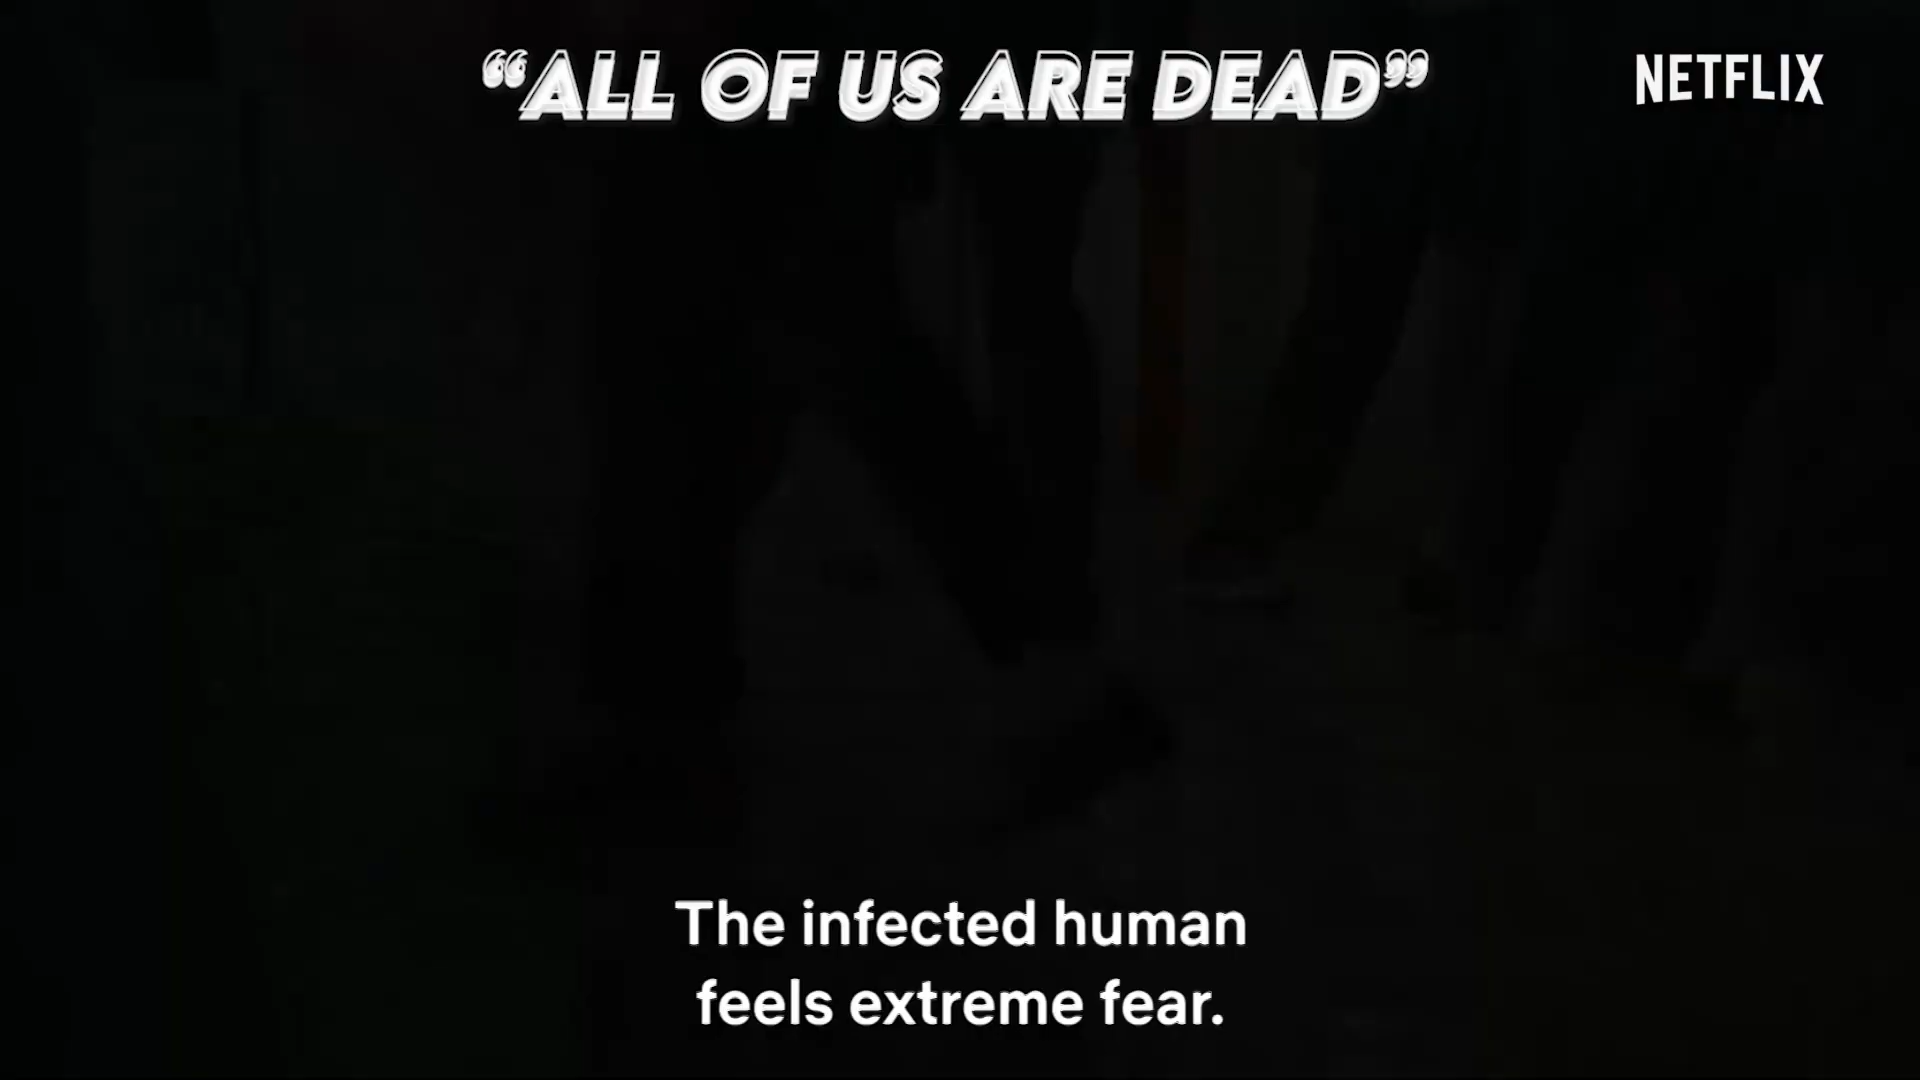 “ALL OF US ARE DEAD”
NETFLIX
The infected human
feels extreme fear.